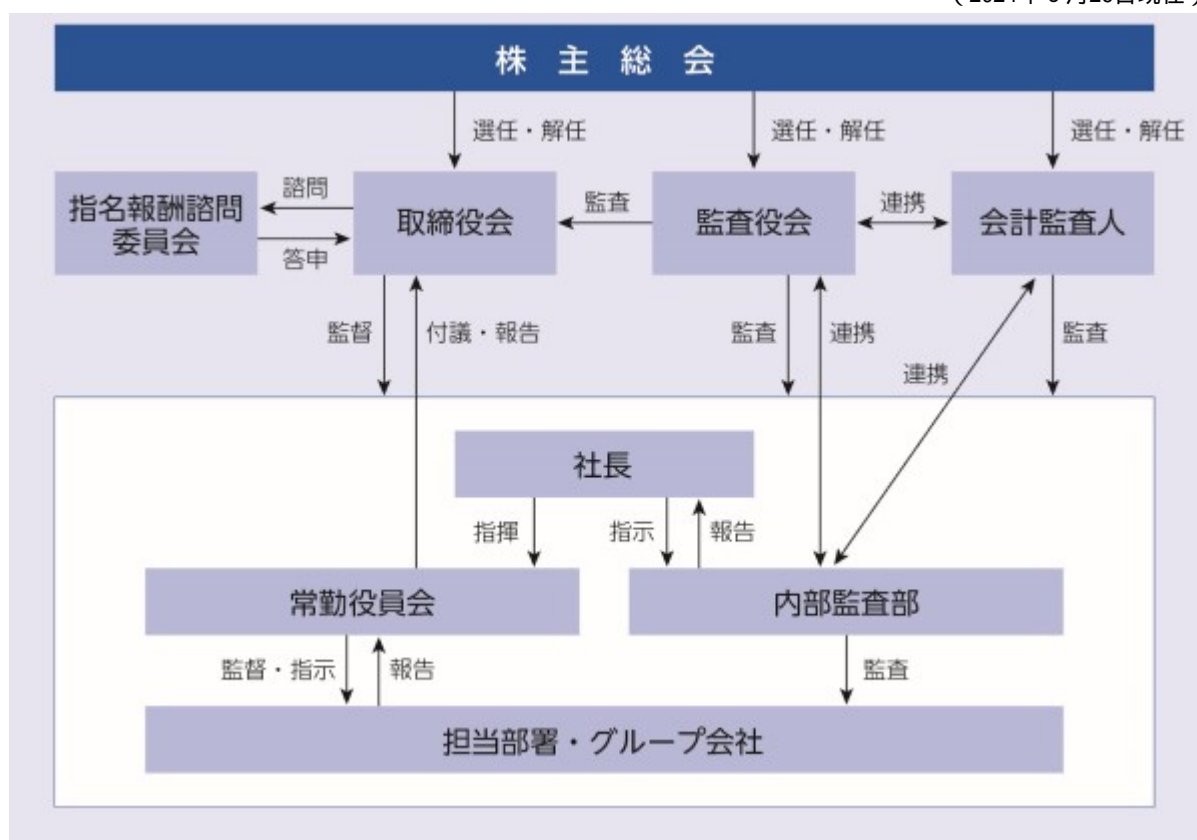 株 主 総 会
選任・解任
選任・解任
選任・解任
指名報酬諮問
委員会
諮問
答申
取締役会
監査
監査役会
連携
会計監査人
監督
付議・報告
監査
連携
連携
監査
社長
指揮
指示
報告
常勤役員会
内部監査部
監督・指示
報告
監査
担当部署・グループ会社